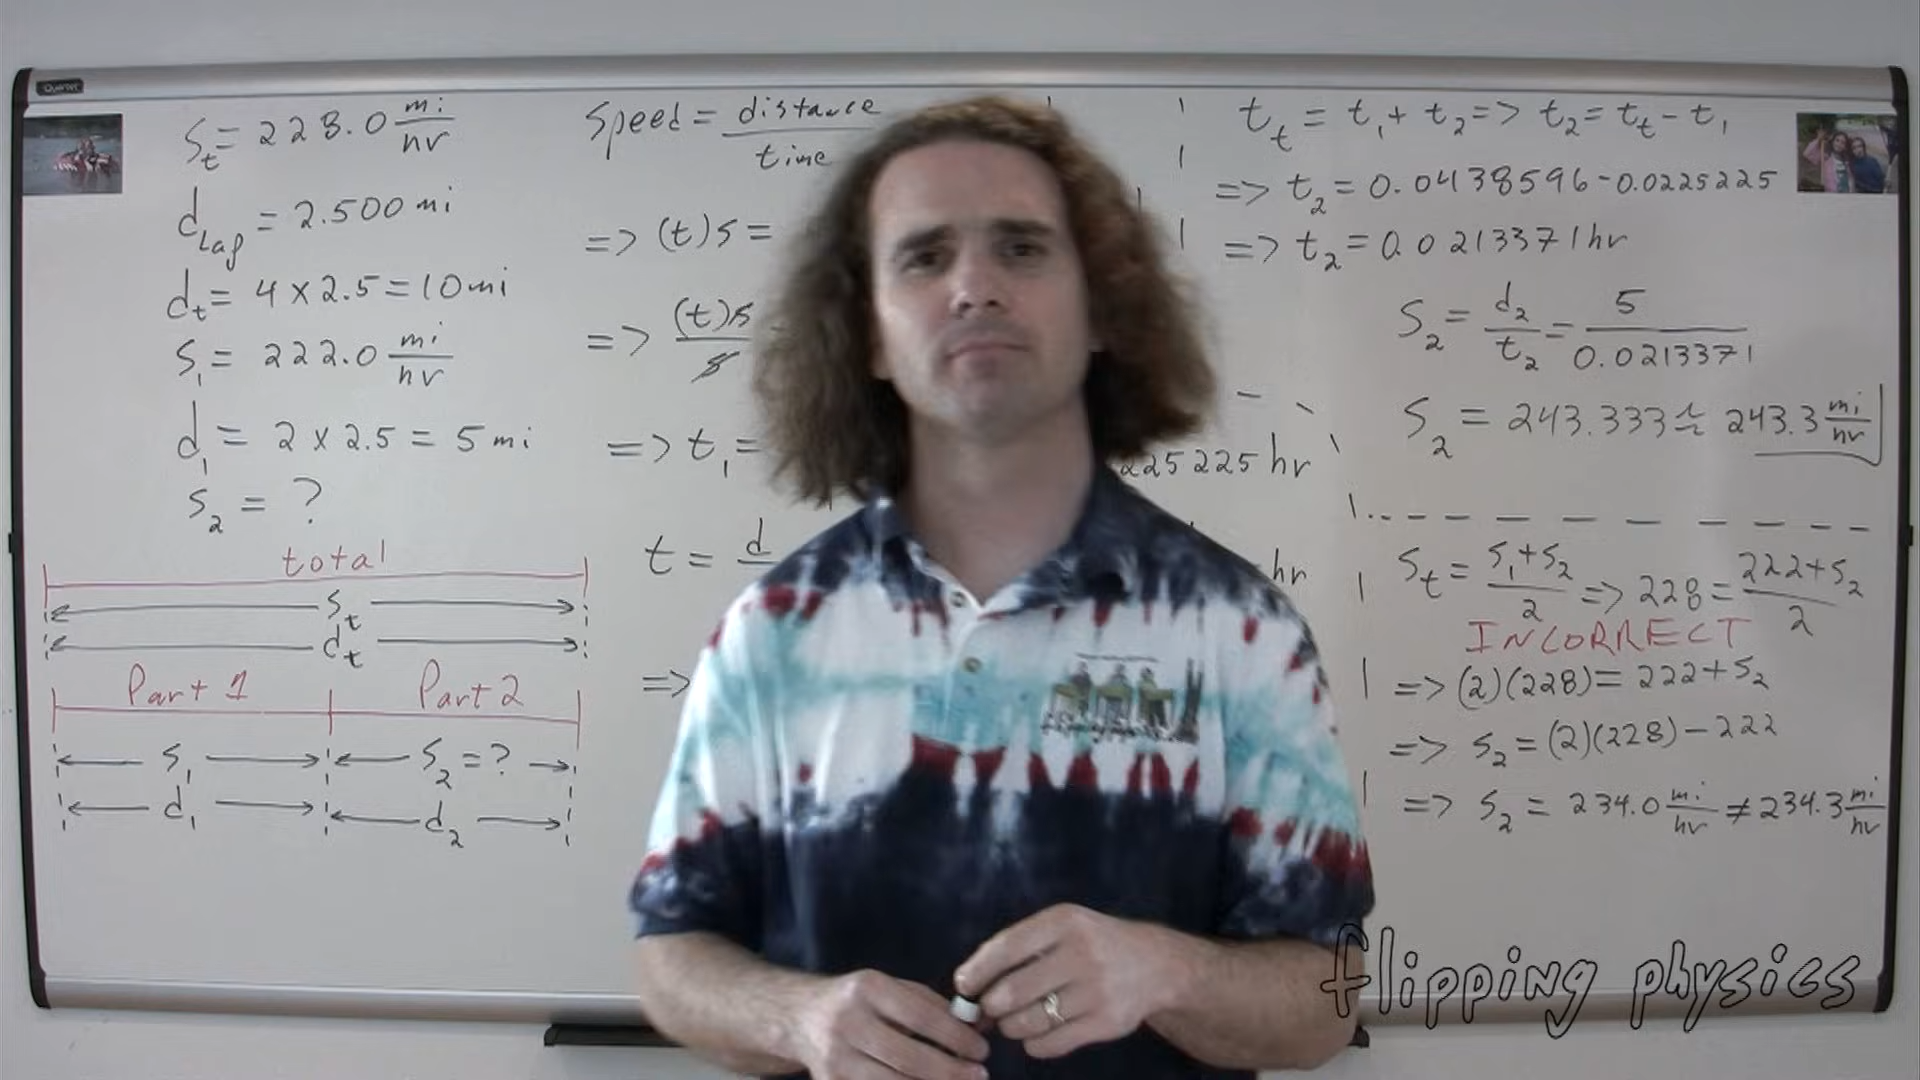 S_t = 228.0 mi/hr
d_Lap = 2.500 mi
d_t = 4 × 2.5 = 10 mi
S_1 = 222.0 mi/hr
d_1 = 2 × 2.5 = 5 mi
S_2 = ?
total
S_t
d_t
Part 1 Part 2
S_1 S_2 = ?
d_1 d_2
Speed = distance/time
=> (t)s =
=> (t)s/s
=> t_1 = 225225 hr
t = d hr
=>
t_t = t_1 + t_2 => t_2 = t_t - t_1
=> t_2 = 0.0438596 - 0.0225225
=> t_2 = 0.0213371 hr
S_2 = d_2/t_2 = 5/0.0213371
S_2 = 243.333 ≈ 243.3 mi/hr
S_t = (S_1 + S_2)/2 => 228 = (222 + S_2)/2
INCORRECT
=> (2)(228) = 222 + S_2
=> S_2 = (2)(228) - 222
=> S_2 = 234.0 mi/hr ≠ 234.3 mi/hr
flipping physics